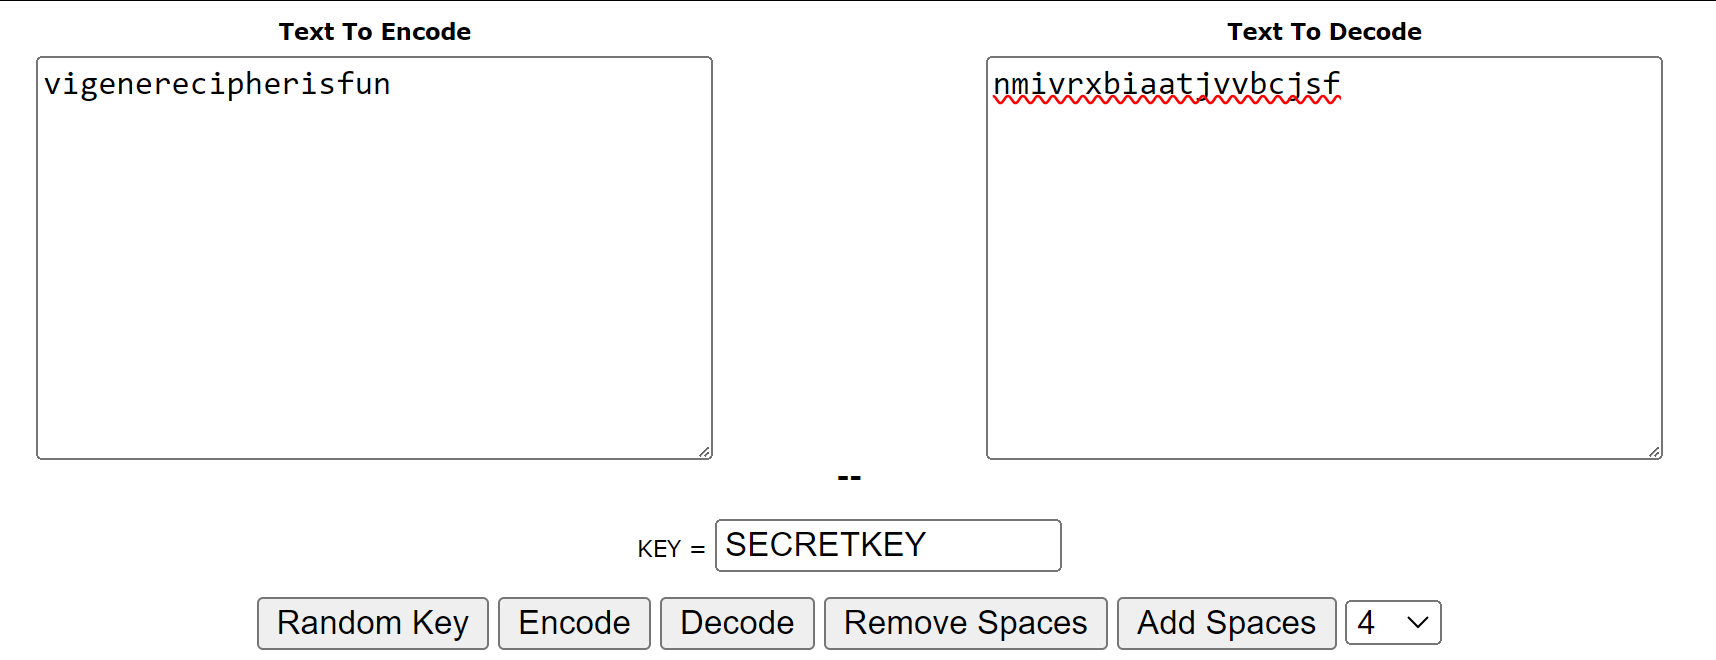 Text To Encode
Text To Decode
vigenerecipherisfun
nmivrxbiaatjvvbcjsf
--
KEY = SECRETKEY
Random Key Encode Decode Remove Spaces Add Spaces 4